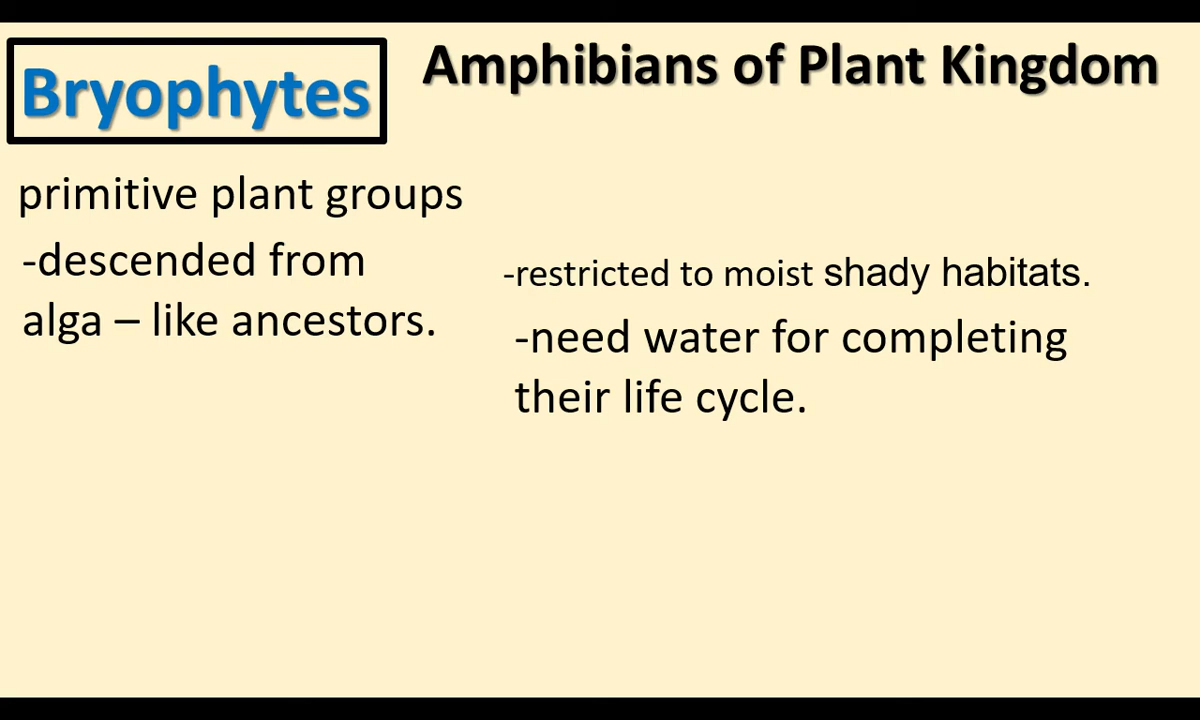 Bryophytes
Amphibians of Plant Kingdom
primitive plant groups
-descended from
alga – like ancestors.
-restricted to moist shady habitats.
-need water for completing
their life cycle.